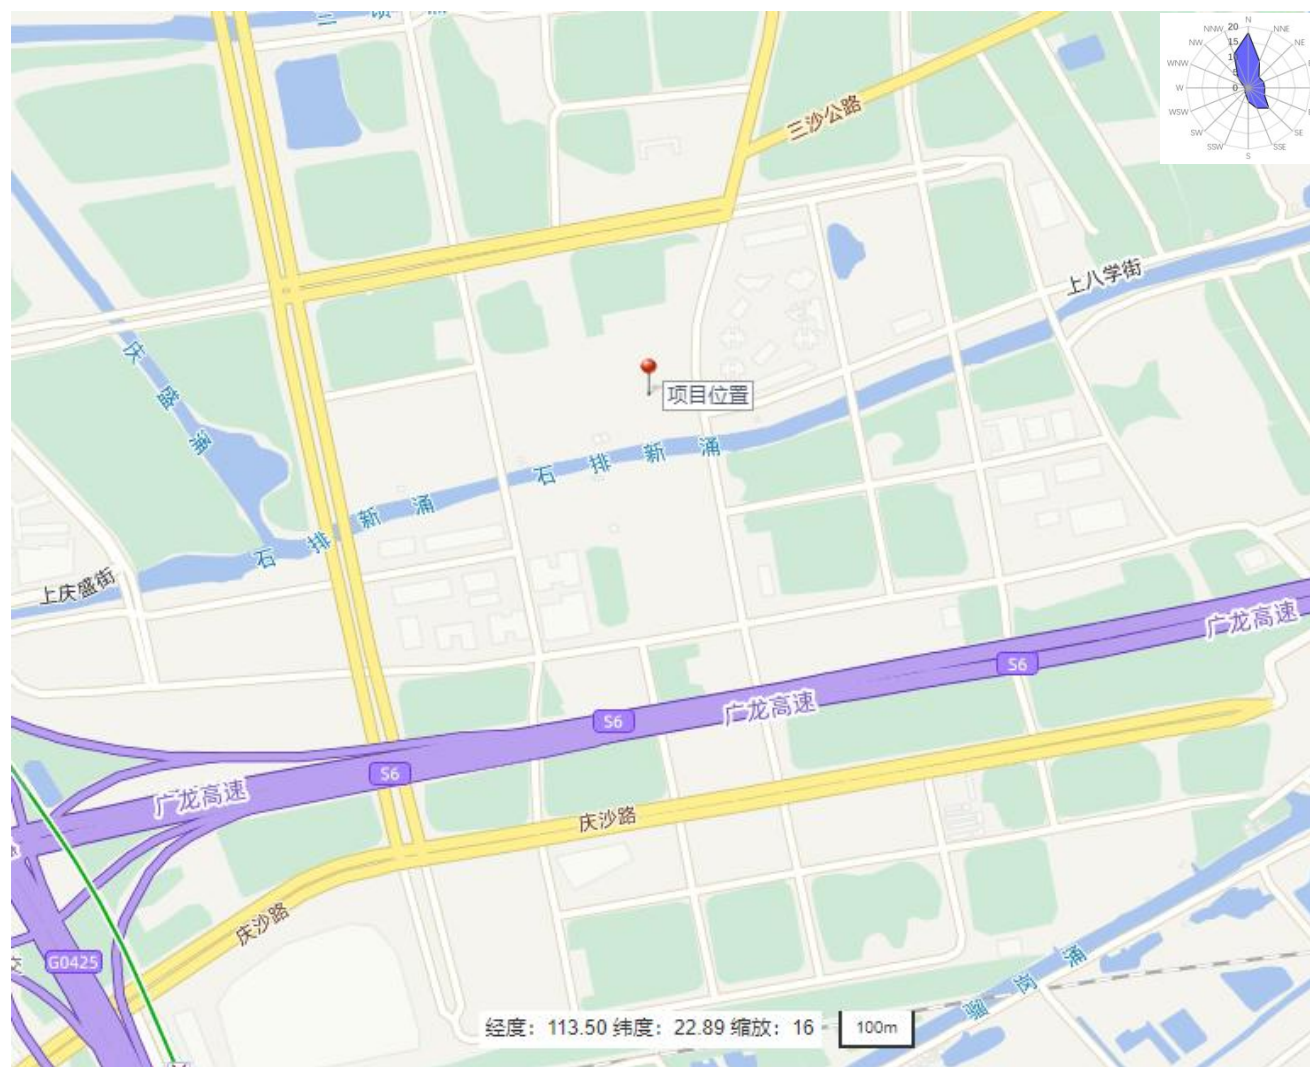 N
NNW
NNE
NW
NE
WNW
W
WSW
SW
SE
SSW
SSE
S
20
15
0
三沙公路
上八学街
庆盛涌
项目位置
石排新涌
石排新涌
上庆盛街
广龙高速
S6
广龙高速
S6
S6
广龙高速
庆沙路
庆沙路
G0425
骝岗涌
经度：113.50 纬度：22.89 缩放：16
100m